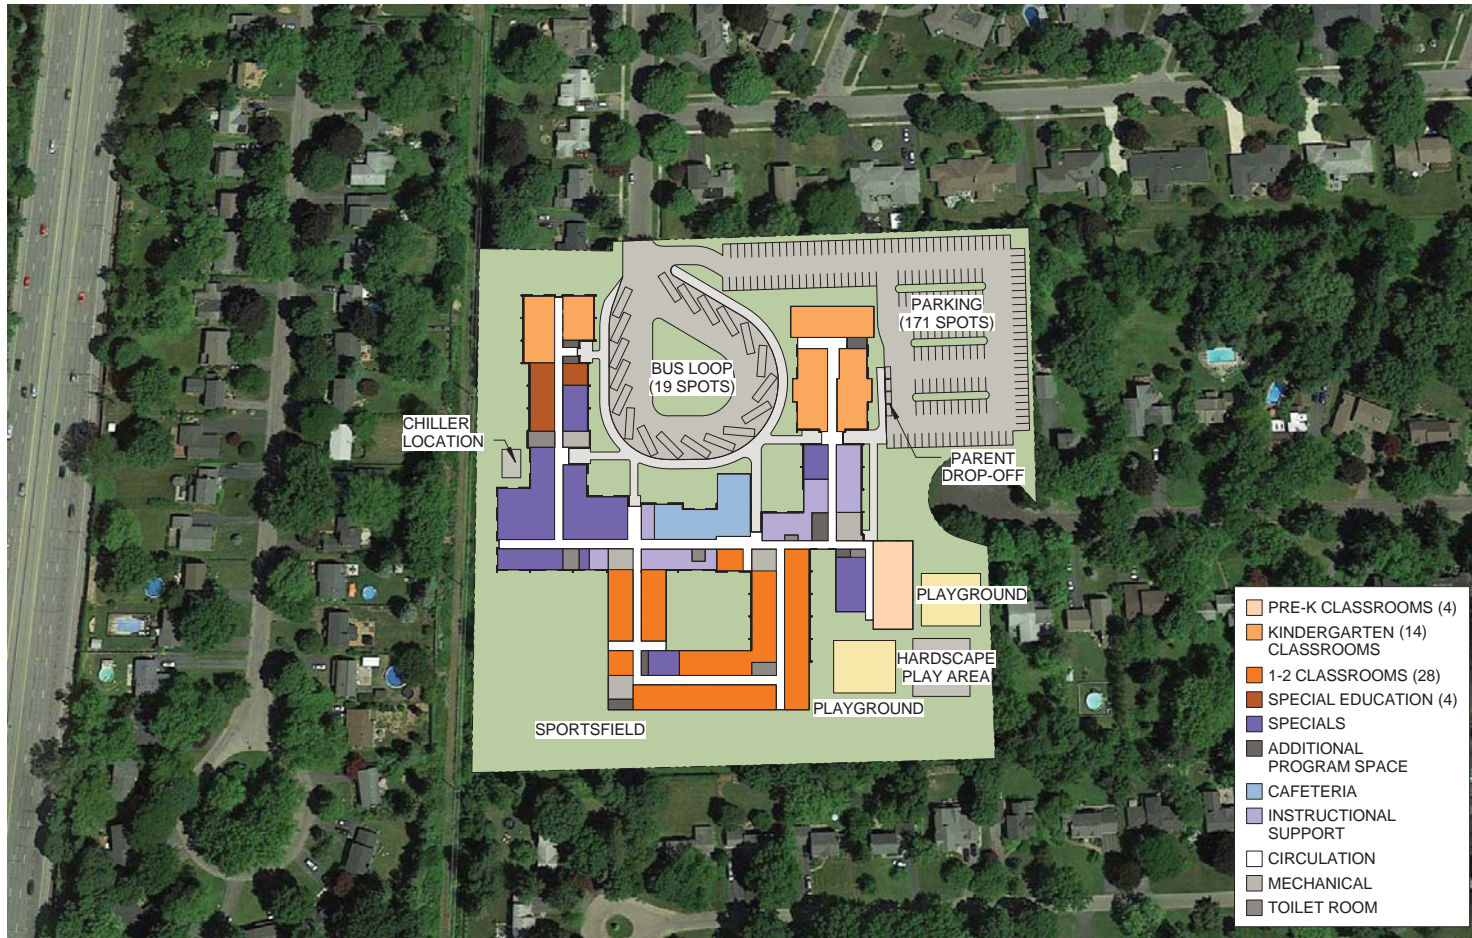 PARKING
(171 SPOTS)
BUS LOOP
(19 SPOTS)
CHILLER
LOCATION
PARENT
DROP-OFF
PLAYGROUND
HARDSCAPE
PLAY AREA
PLAYGROUND
SPORTSFIELD
PRE-K CLASSROOMS (4)
KINDERGARTEN (14)
CLASSROOMS
1-2 CLASSROOMS (28)
SPECIAL EDUCATION (4)
SPECIALS
ADDITIONAL
PROGRAM SPACE
CAFETERIA
INSTRUCTIONAL
SUPPORT
CIRCULATION
MECHANICAL
TOILET ROOM